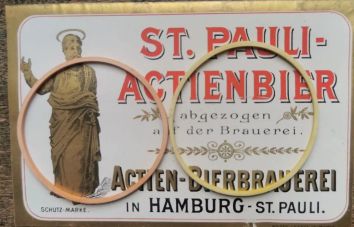 ST. PAULI-
ACTIENBIER
abgezogen
auf der Brauerei.
ACTIEN-BIERBRAUEREI
IN HAMBURG-ST. PAULI.
SCHUTZ-MARKE.